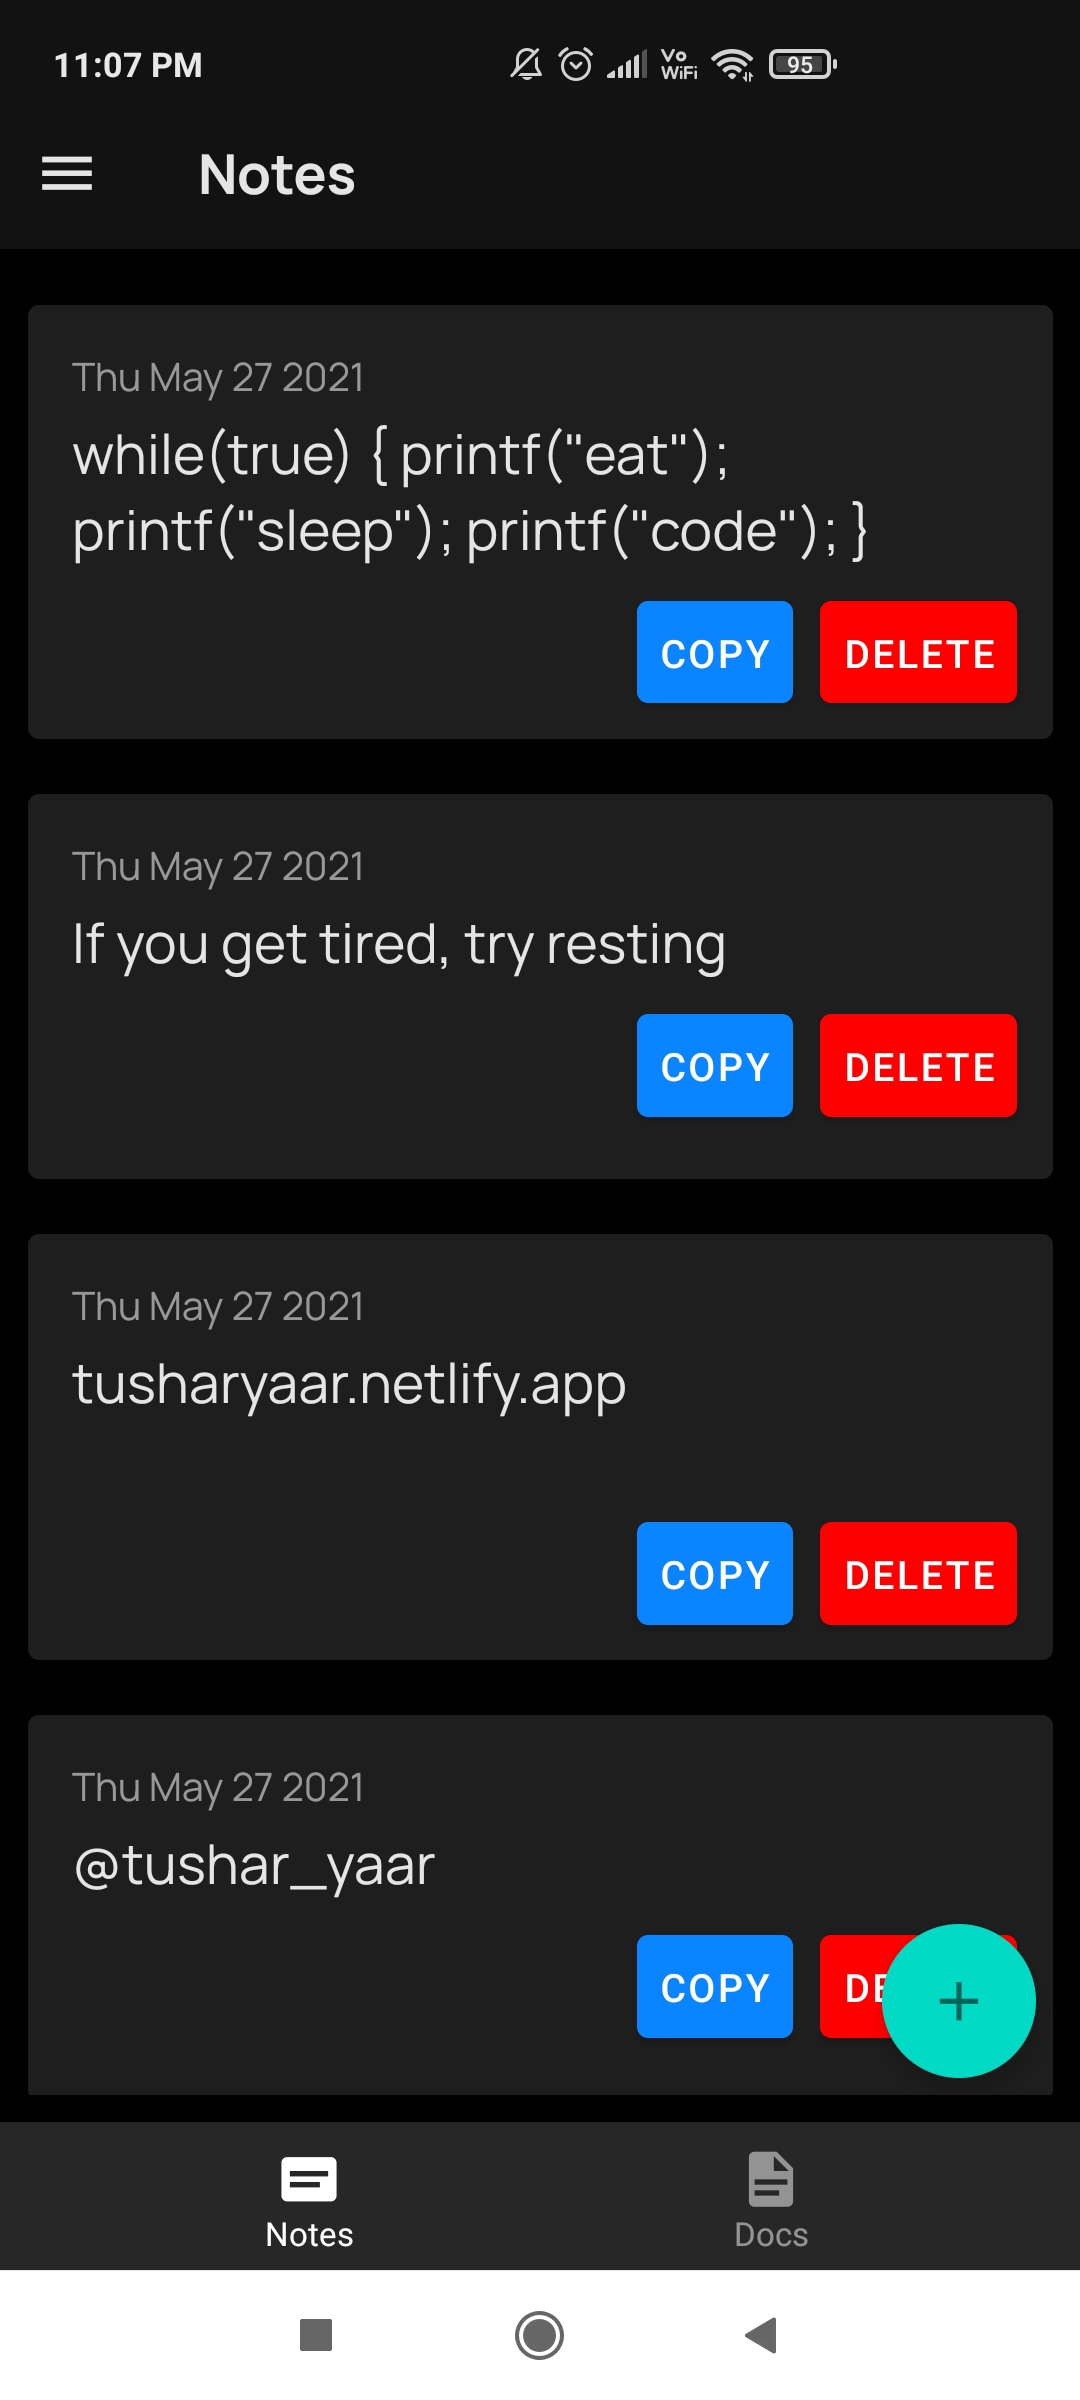 11:07 PM
Vo
WiFi
95
Notes
Thu May 27 2021
while(true) { printf("eat");
printf("sleep"); printf("code"); }
COPY DELETE
Thu May 27 2021
If you get tired, try resting
COPY DELETE
Thu May 27 2021
tusharyaar.netlify.app
COPY DELETE
Thu May 27 2021
@tushar_yaar
COPY DE
+
Notes Docs